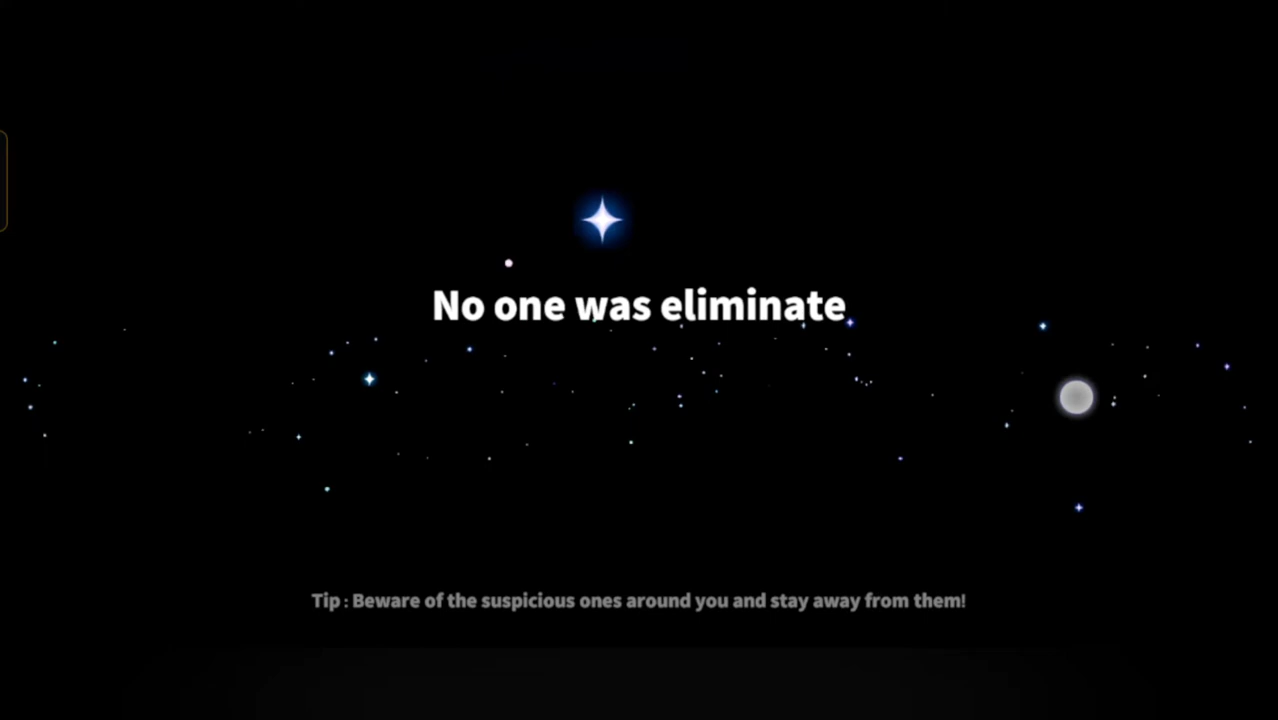 No one was eliminate
Tip : Beware of the suspicious ones around you and stay away from them!